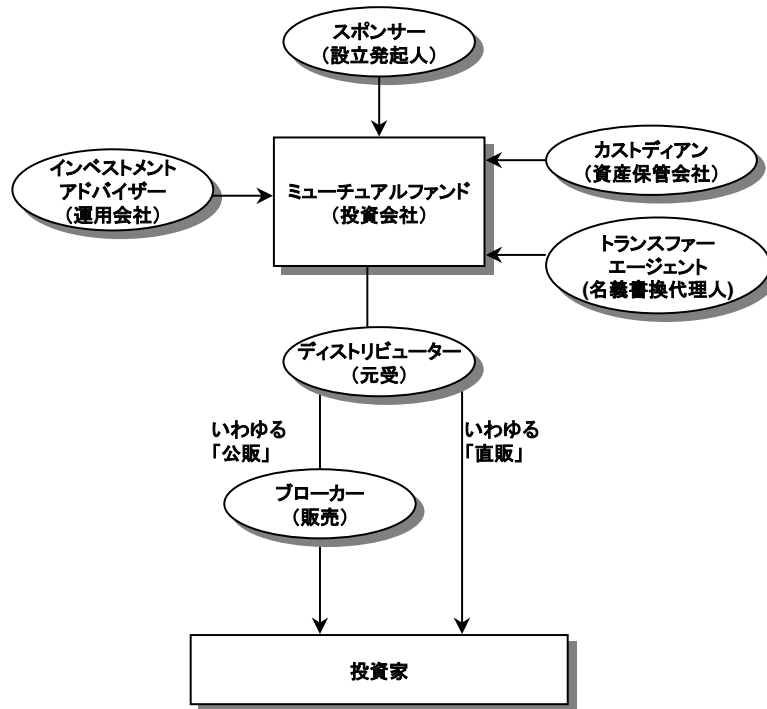 スポンサー
（設立発起人）
インベストメント
アドバイザー
（運用会社）
ミューチュアルファンド
（投資会社）
カストディアン
（資産保管会社）
トランスファー
エージェント
(名義書換代理人)
ディストリビューター
（元受）
いわゆる
「公販」
いわゆる
「直販」
ブローカー
（販売）
投資家